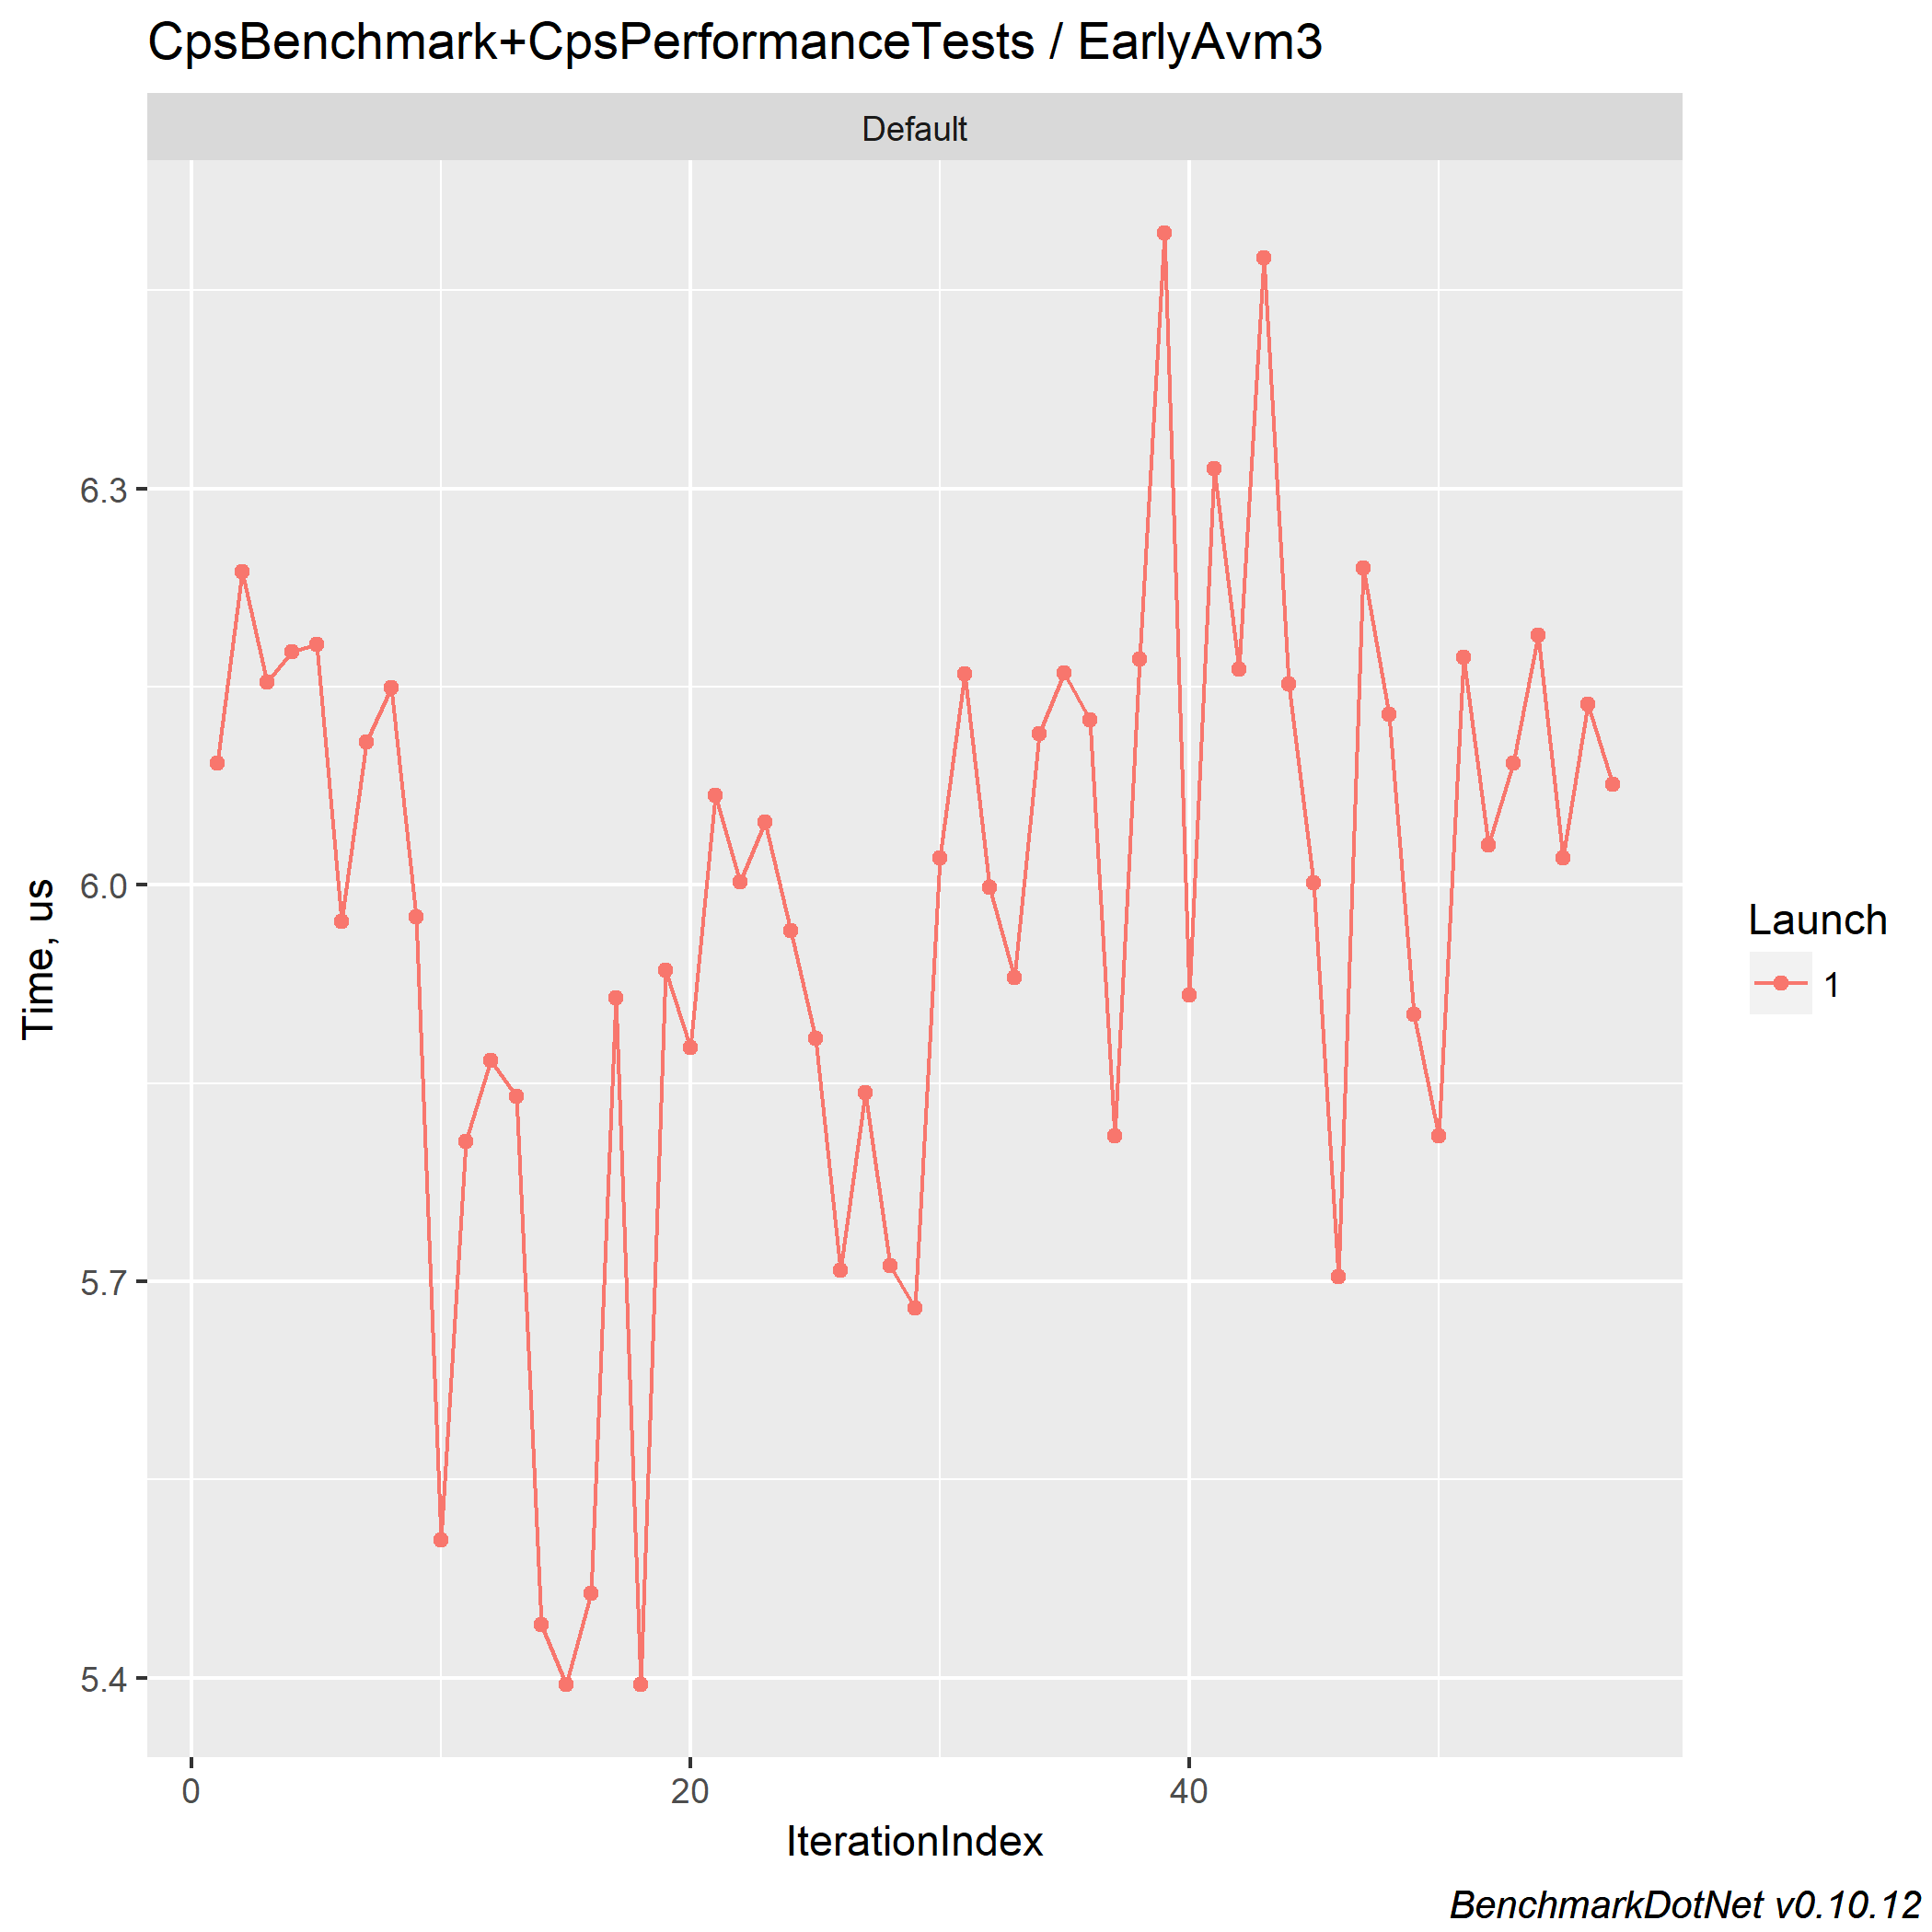 CpsBenchmark+CpsPerformanceTests / EarlyAvm3
Default
6.3
6.0
5.7
5.4
Time, us
0 20 40
IterationIndex
Launch
1
BenchmarkDotNet v0.10.12